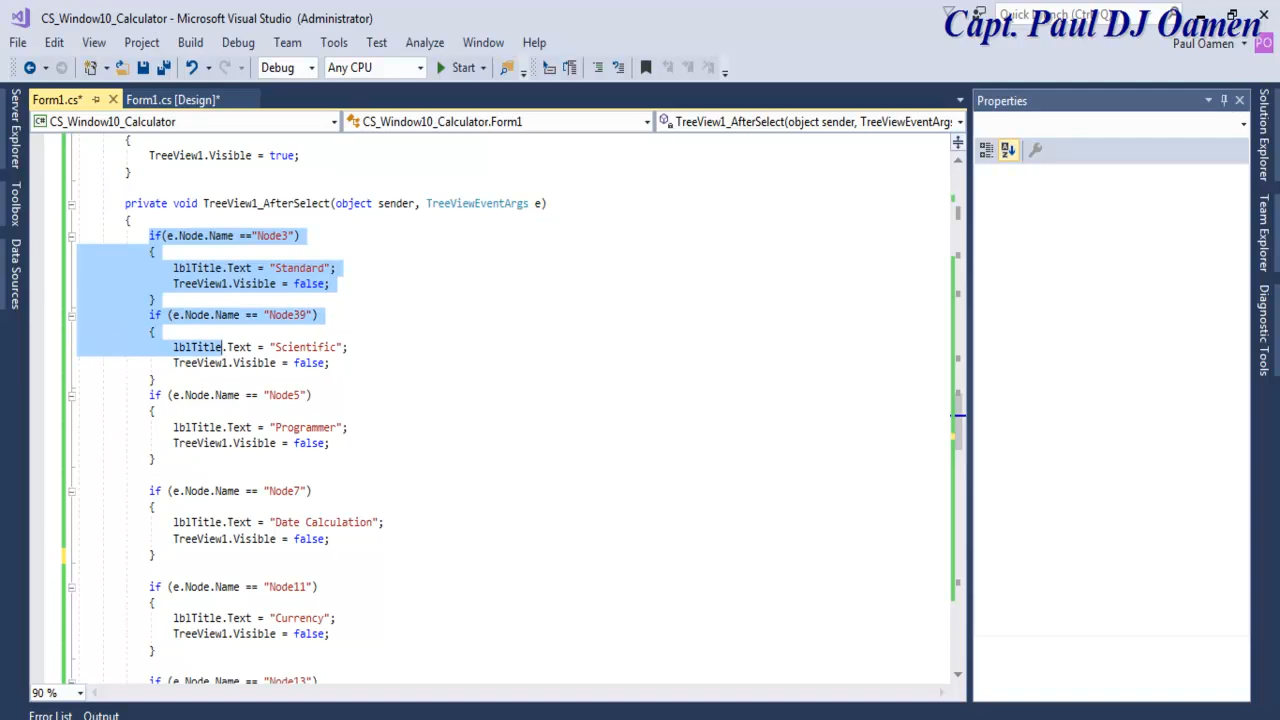 CS_Window10_Calculator - Microsoft Visual Studio (Administrator)
Capt. Paul DJ Oamen
File Edit View Project Build Debug Team Tools Test Analyze Window Help
Paul Oamen
PO
Debug Any CPU Start
Form1.cs*
Form1.cs [Design]*
Properties
CS_Window10_Calculator
CS_Window10_Calculator.Form1
TreeView1_AfterSelect(object sender, TreeViewEventArgs
Server Explorer
Toolbox
Data Sources
Solution Explorer
Team Explorer
Diagnostic Tools
{
TreeView1.Visible = true;
}
private void TreeView1_AfterSelect(object sender, TreeViewEventArgs e)
{
if(e.Node.Name =="Node3")
{
lblTitle.Text = "Standard";
TreeView1.Visible = false;
}
if (e.Node.Name == "Node39")
{
lblTitle.Text = "Scientific";
TreeView1.Visible = false;
}
if (e.Node.Name == "Node5")
{
lblTitle.Text = "Programmer";
TreeView1.Visible = false;
}
if (e.Node.Name == "Node7")
{
lblTitle.Text = "Date Calculation";
TreeView1.Visible = false;
}
if (e.Node.Name == "Node11")
{
lblTitle.Text = "Currency";
TreeView1.Visible = false;
}
if (e.Node.Name == "Node13")
90 %
Error List Output